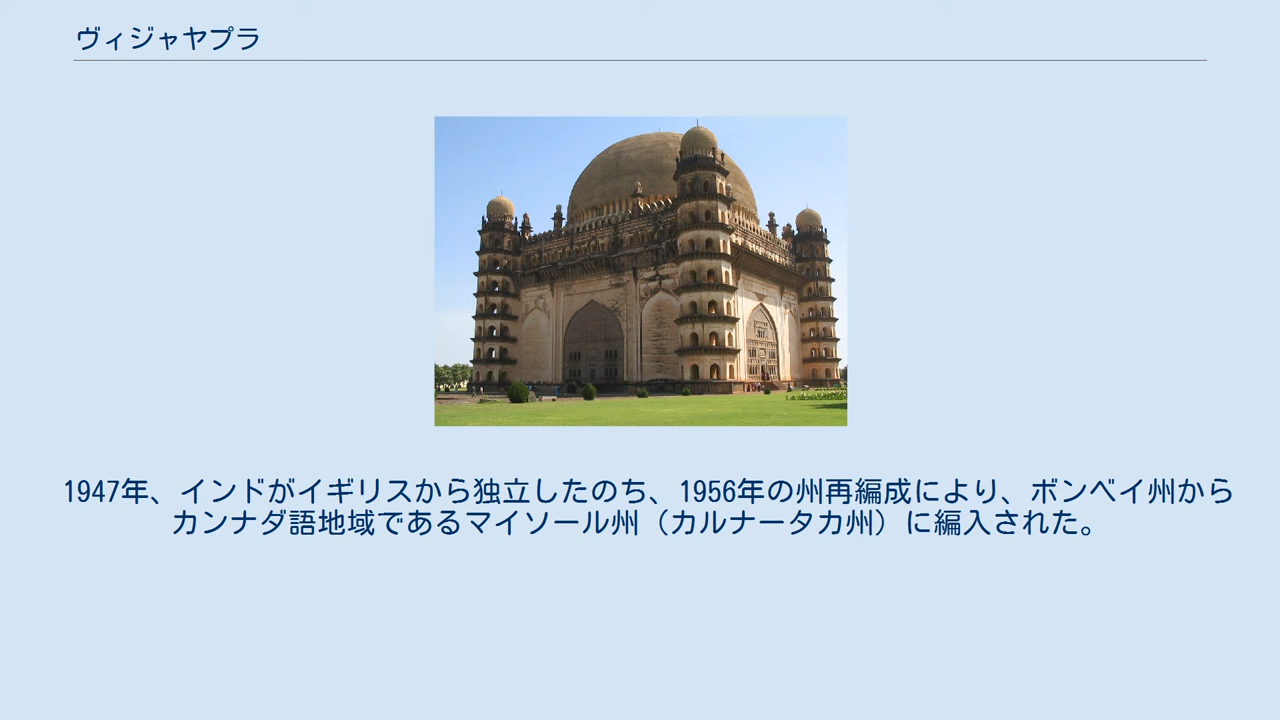 ヴィジャヤプラ
1947年、インドがイギリスから独立したのち、1956年の州再編成により、ボンベイ州から
カンナダ語地域であるマイソール州（カルナータカ州）に編入された。